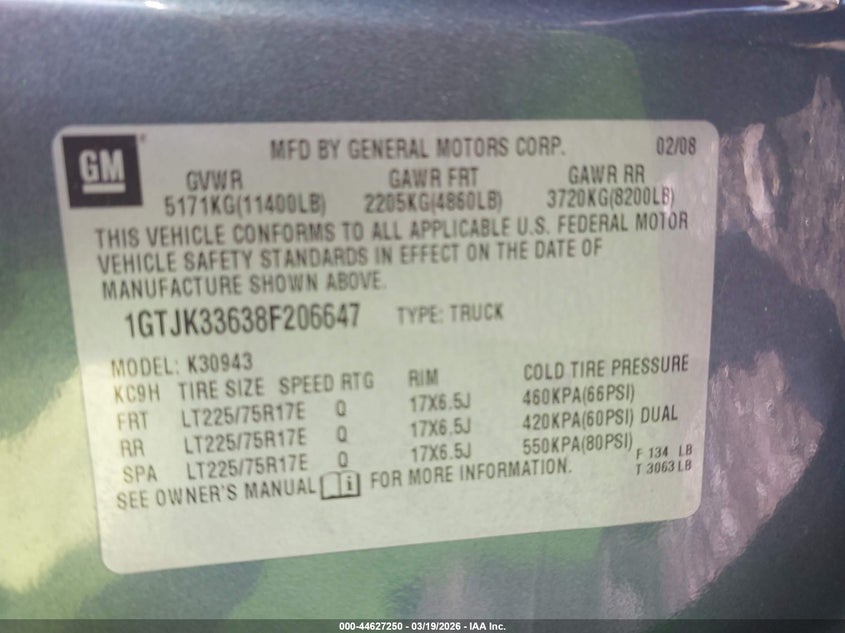 GM
MFD BY GENERAL MOTORS CORP. 02/08
GVWR GAWR FRT GAWR RR
5171KG(11400LB) 2205KG(4860LB) 3720KG(8200LB)
THIS VEHICLE CONFORMS TO ALL APPLICABLE U.S. FEDERAL MOTOR
VEHICLE SAFETY STANDARDS IN EFFECT ON THE DATE OF
MANUFACTURE SHOWN ABOVE.
1GTJK33638F206647 TYPE: TRUCK
MODEL: K30943
KC9H TIRE SIZE SPEED RTG RIM COLD TIRE PRESSURE
FRT LT225/75R17E Q 17X6.5J 460KPA(66PSI)
RR LT225/75R17E Q 17X6.5J 420KPA(60PSI) DUAL
SPA LT225/75R17E Q 17X6.5J 550KPA(80PSI)
F 134 LB
T 3063 LB
SEE OWNER'S MANUAL i FOR MORE INFORMATION.
000-44627250 - 03/19/2026 - IAA Inc.